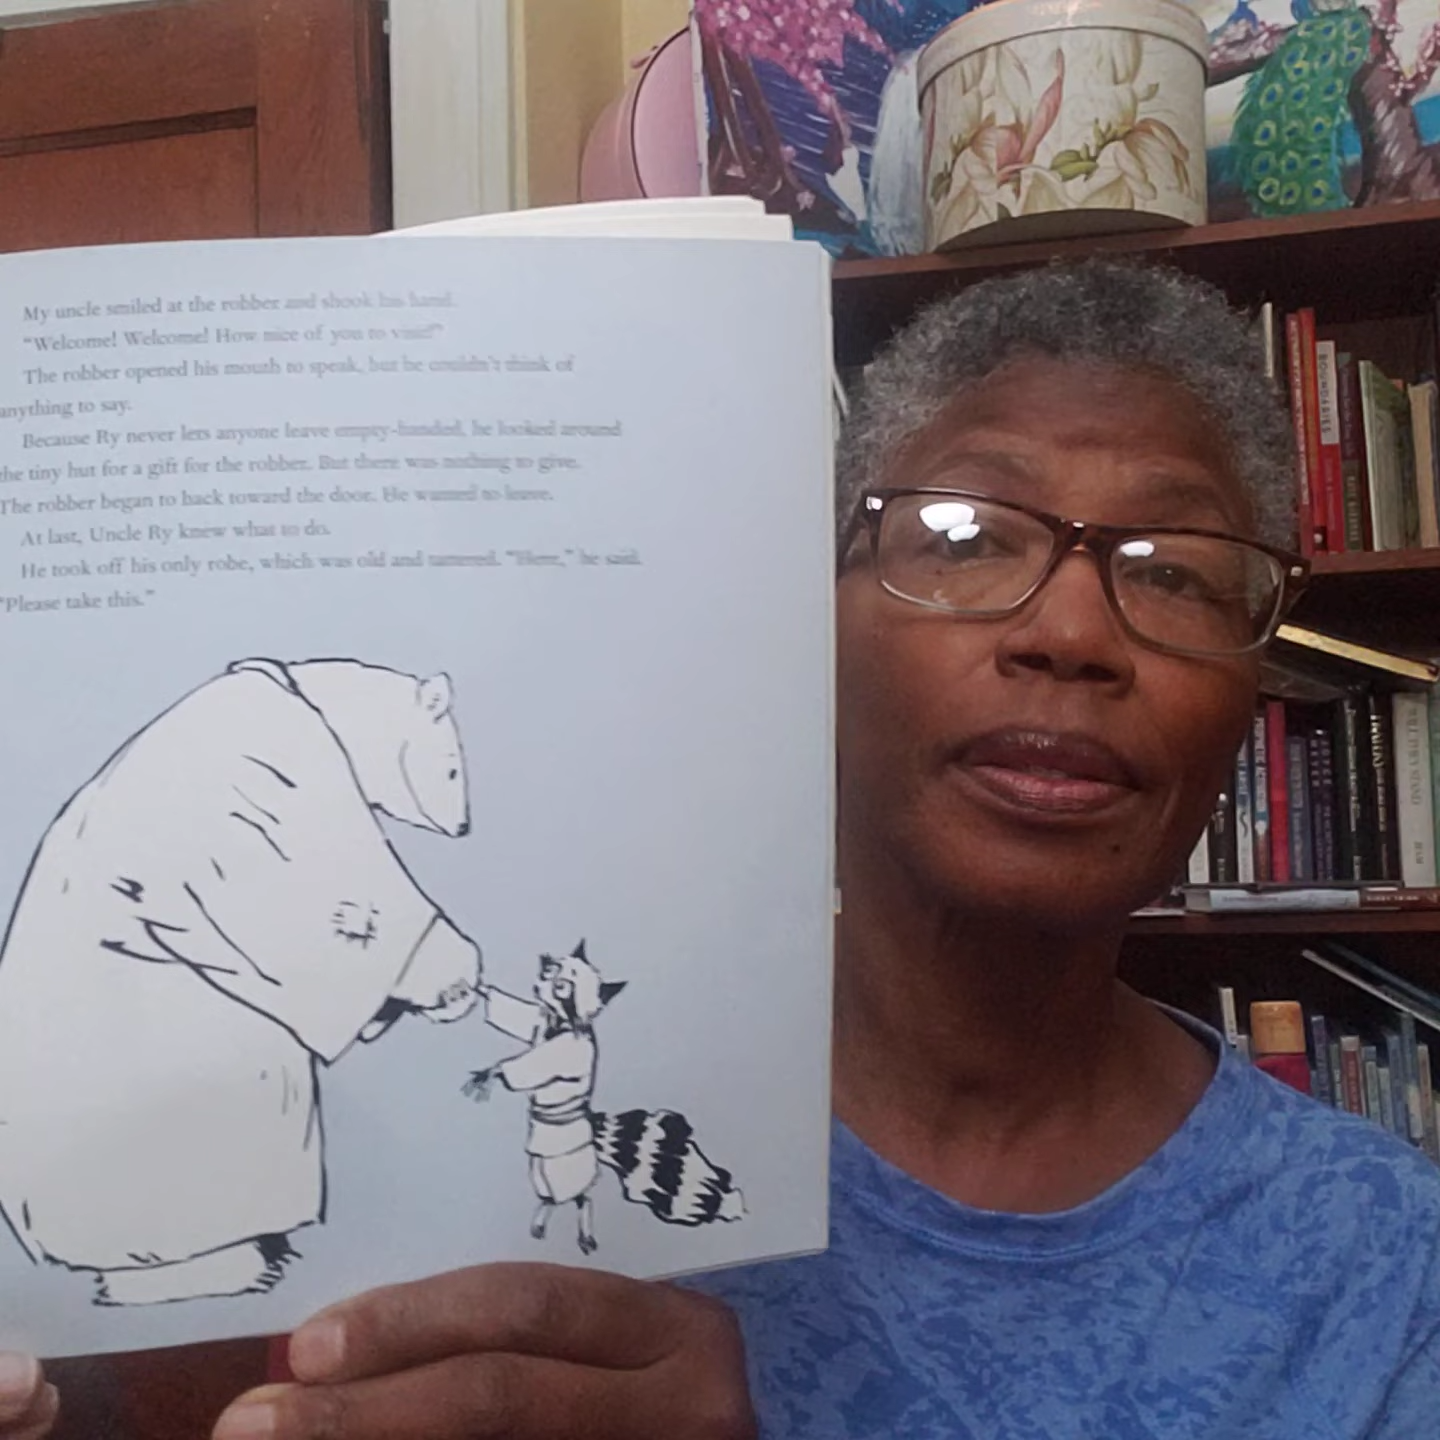 My uncle smiled at the robber and shook his hand.
"Welcome! Welcome! How nice of you to visit!"
The robber opened his mouth to speak, but he couldn't think of
anything to say.
Because Ry never lets anyone leave empty-handed, he looked around
the tiny hut for a gift for the robber. But there was nothing to give.
The robber began to back toward the door. He wanted to leave.
At last, Uncle Ry knew what to do.
He took off his only robe, which was old and tattered. "Here," he said.
"Please take this."
BOUNDARIES